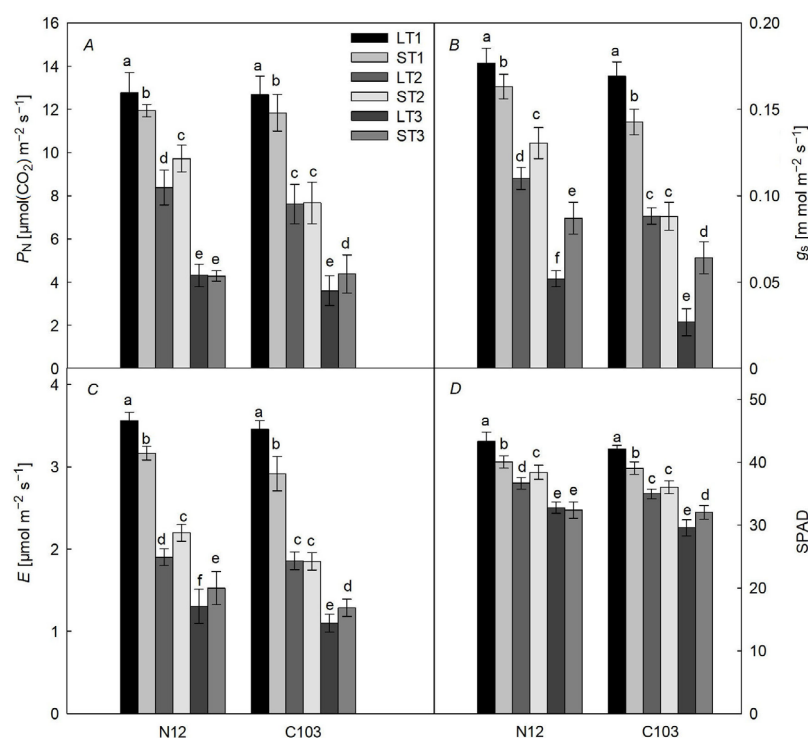 16
14
12
10
8
6
4
2
0
P_N [µmol(CO₂) m⁻² s⁻¹]
A
a
b
d
c
e
e
a
b
c
c
e
d
LT1
ST1
LT2
ST2
LT3
ST3
B
a
b
d
c
f
e
a
b
c
c
e
d
0.20
0.15
0.10
0.05
0
g_s [m mol m⁻² s⁻¹]
4
3
2
1
0
E [µmol m⁻² s⁻¹]
C
a
b
d
c
f
e
a
b
c
c
e
d
N12
C103
D
a
b
d
c
e
e
a
b
c
c
e
d
N12
C103
50
40
30
20
10
0
SPAD